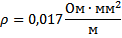 ρ = 0,017 Ом · мм² / м